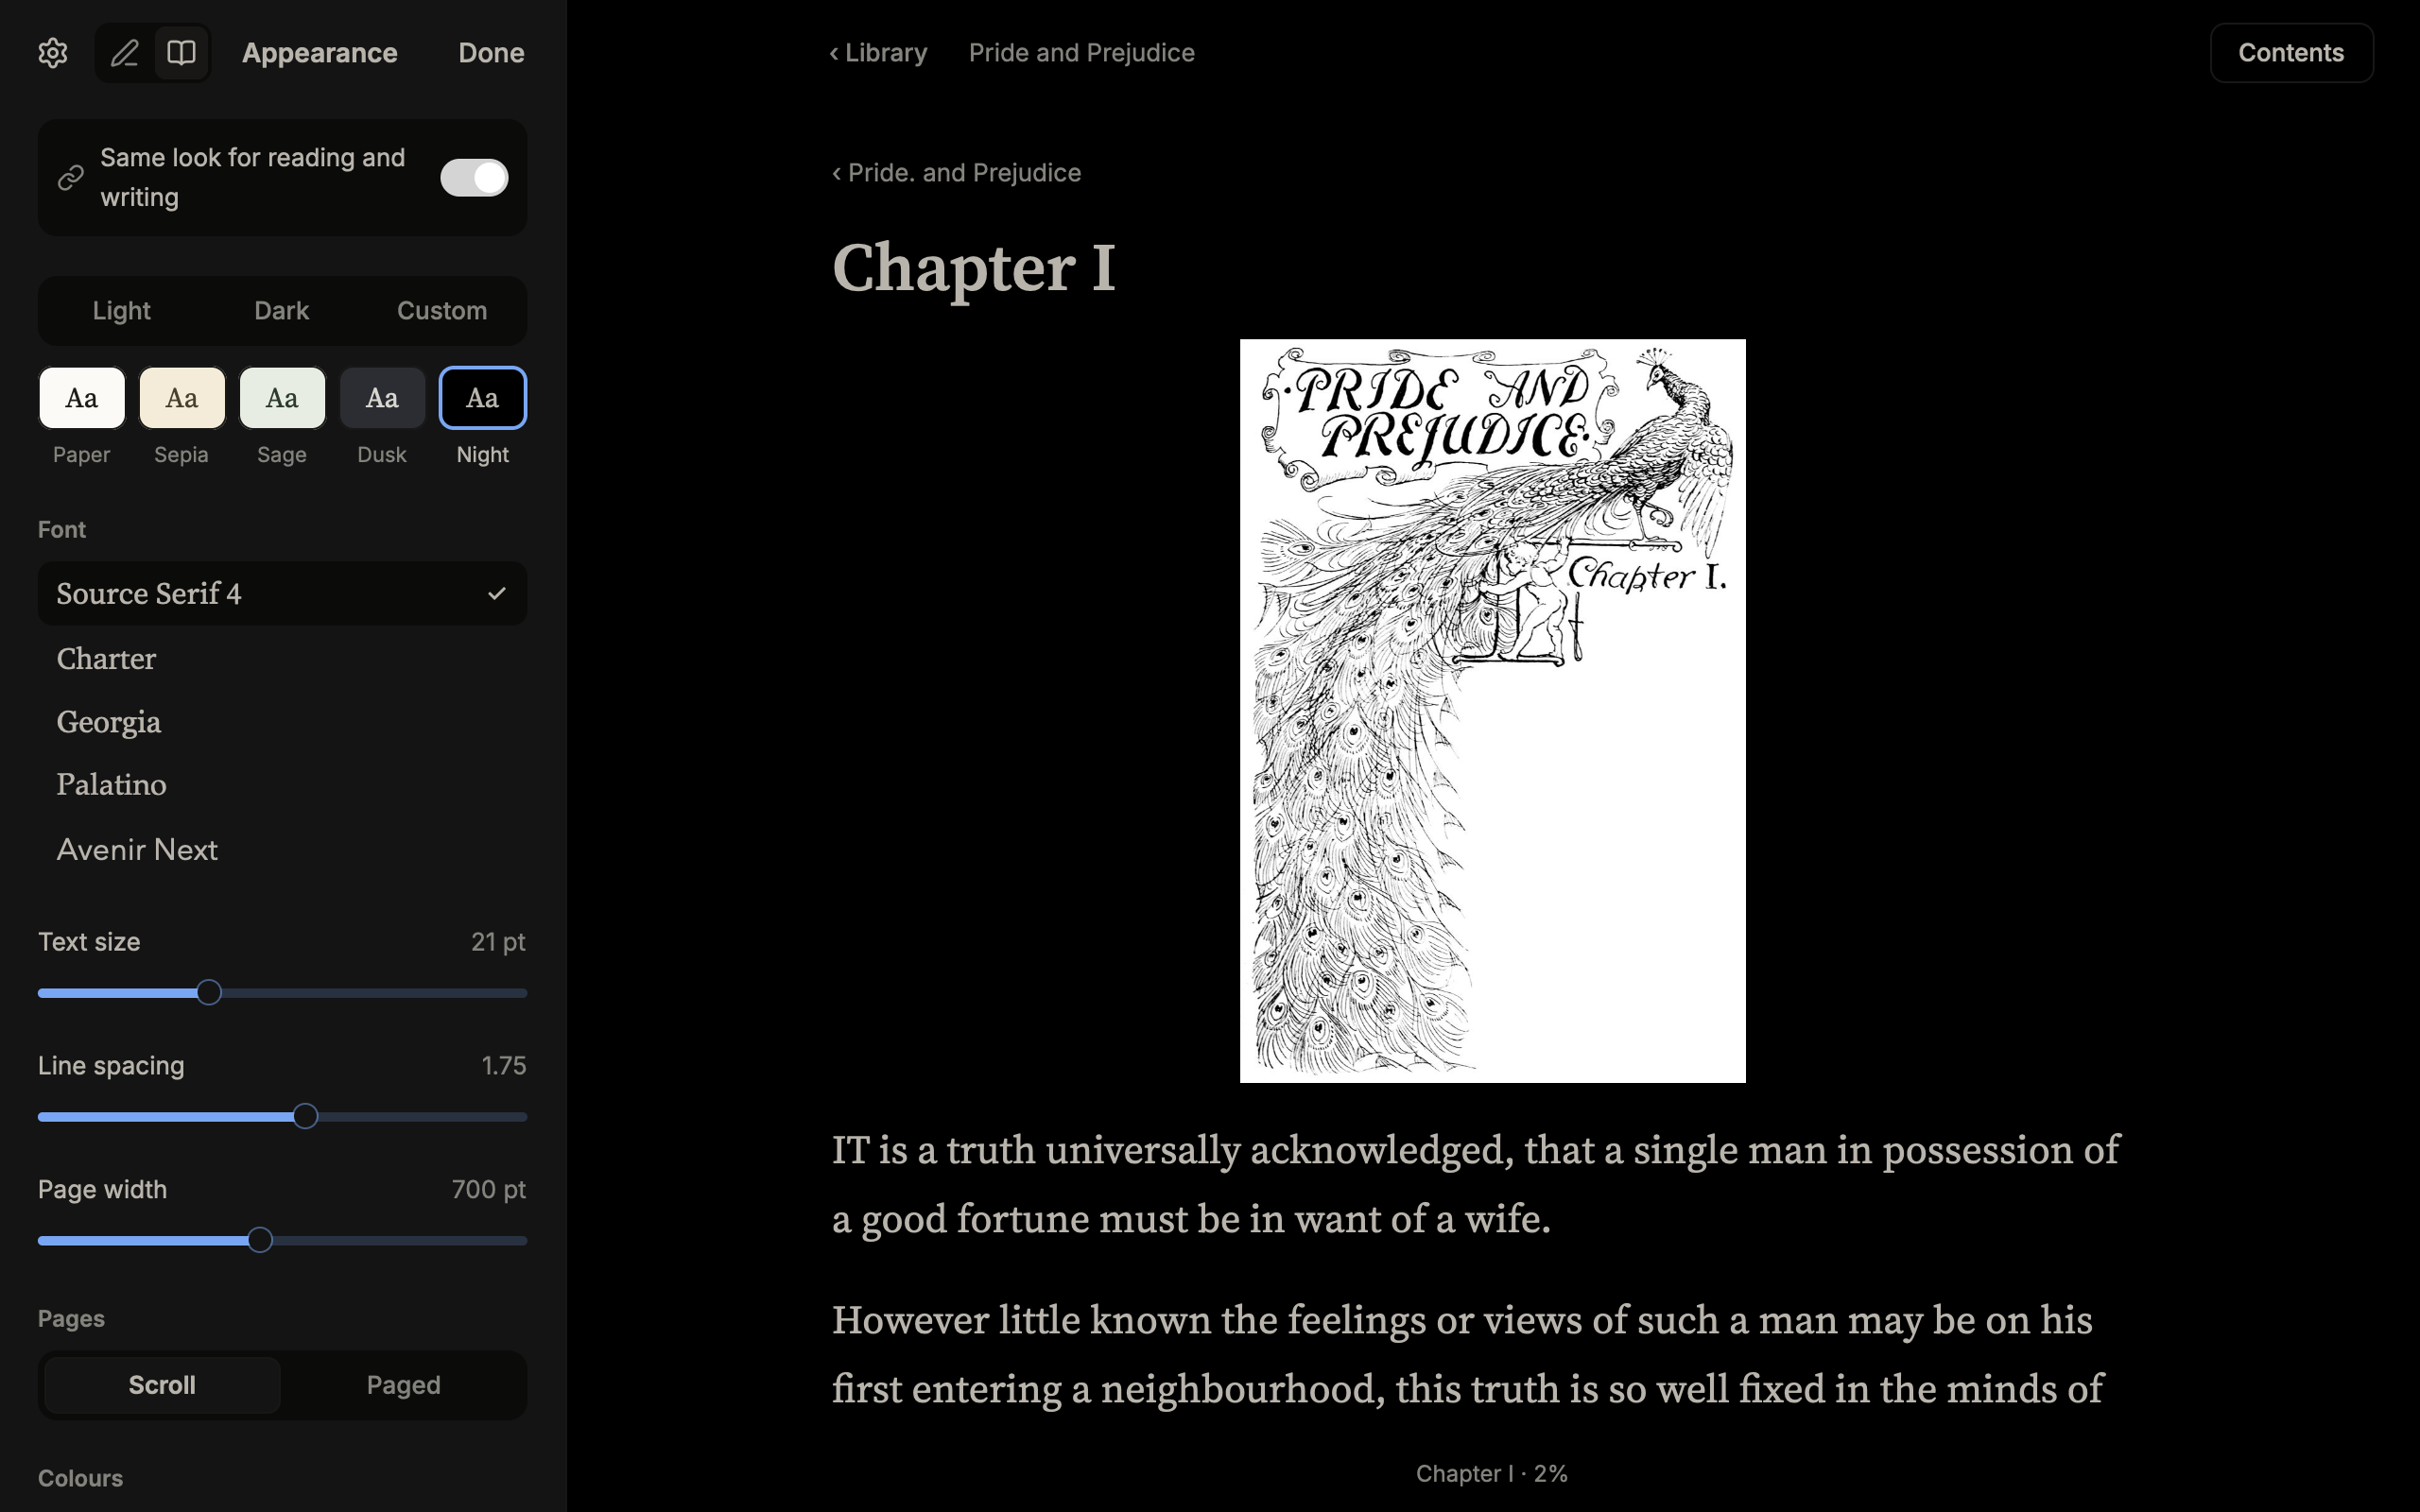 Appearance
Done
Same look for reading and
writing
Light Dark Custom
Aa Aa Aa Aa Aa
Paper Sepia Sage Dusk Night
Font
Source Serif 4
Charter
Georgia
Palatino
Avenir Next
Text size 21 pt
Line spacing 1.75
Page width 700 pt
Pages
Scroll Paged
Colours
‹ Library Pride and Prejudice
Contents
‹ Pride. and Prejudice
Chapter I
·PRIDE AND
PREJUDICE·
Chapter I.
It
IT is a truth universally acknowledged, that a single man in possession of
a good fortune must be in want of a wife.
However little known the feelings or views of such a man may be on his
first entering a neighbourhood, this truth is so well fixed in the minds of
Chapter I · 2%